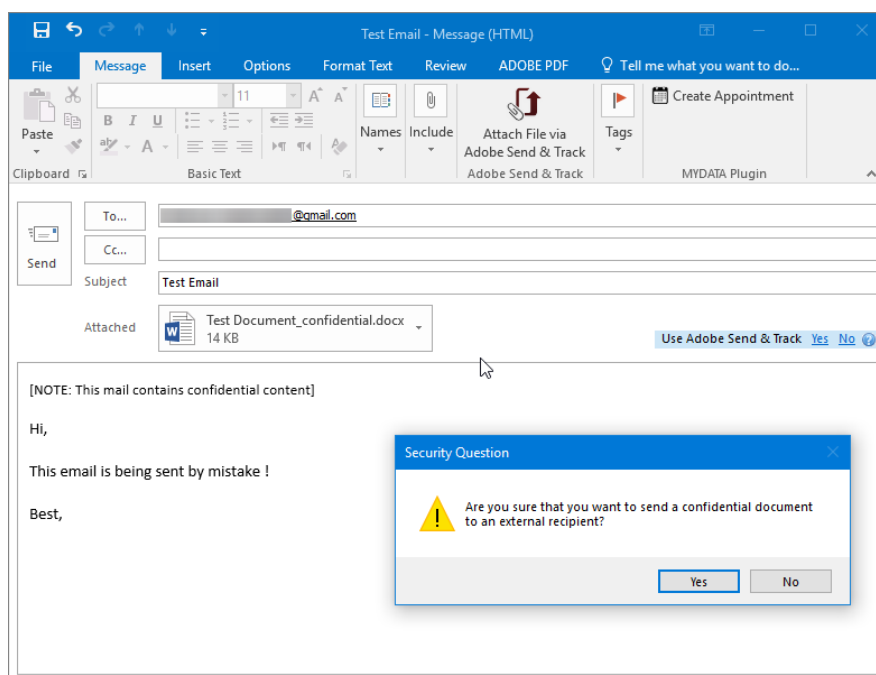 Test Email - Message (HTML)
File Message Insert Options Format Text Review ADOBE PDF Tell me what you want to do...
Paste
Clipboard
11
B I U
Basic Text
Names
Include
Attach File via
Adobe Send & Track
Adobe Send & Track
Tags
Create Appointment
MYDATA Plugin
Send
To... @gmail.com
Cc...
Subject Test Email
Attached Test Document_confidential.docx
14 KB
Use Adobe Send & Track Yes No
[NOTE: This mail contains confidential content]
Hi,
This email is being sent by mistake !
Best,
Security Question
Are you sure that you want to send a confidential document
to an external recipient?
Yes No